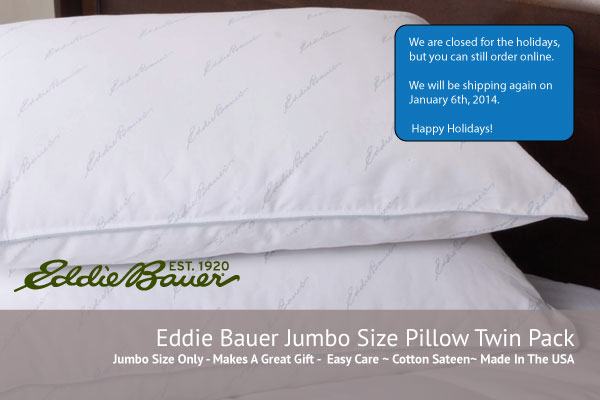 We are closed for the holidays,
but you can still order online.
We will be shipping again on
January 6th, 2014.
Happy Holidays!
EST. 1920
Eddie Bauer
Eddie Bauer Jumbo Size Pillow Twin Pack
Jumbo Size Only - Makes A Great Gift - Easy Care ~ Cotton Sateen~ Made In The USA